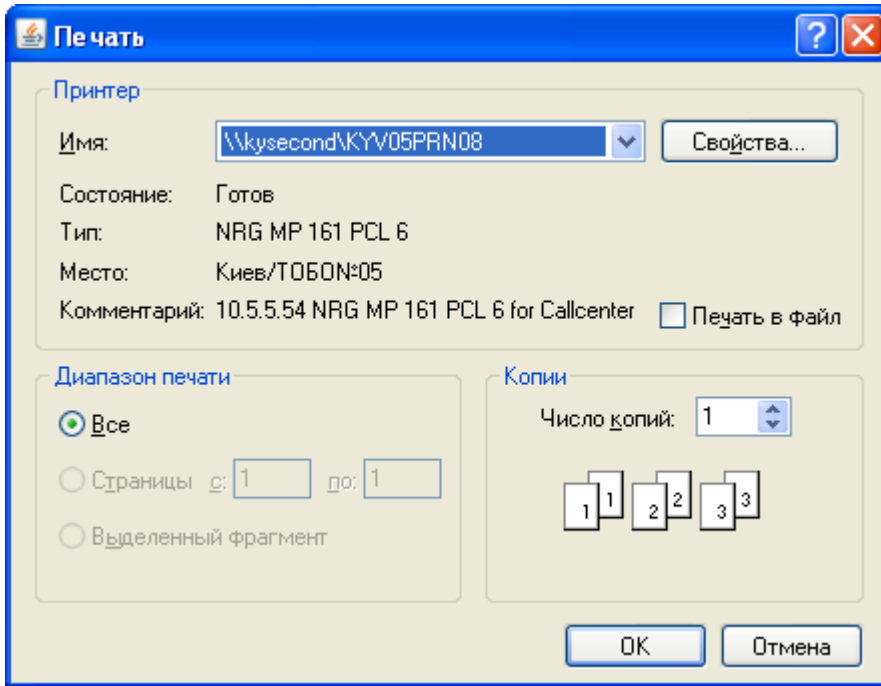 Печать
Принтер
Имя: \\kysecond\KYV05PRN08 Свойства...
Состояние: Готов
Тип: NRG MP 161 PCL 6
Место: Киев/ТОБО№05
Комментарий: 10.5.5.54 NRG MP 161 PCL 6 for Callcenter Печать в файл
Диапазон печати
Все
Страницы с: 1 по: 1
Выделенный фрагмент
Копии
Число копий: 1
1 1 2 2 3 3
OK Отмена